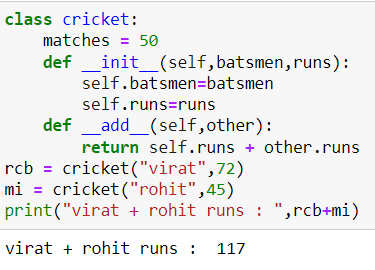 class cricket:
    matches = 50
    def __init__(self,batsmen,runs):
        self.batsmen=batsmen
        self.runs=runs
    def __add__(self,other):
        return self.runs + other.runs
rcb = cricket("virat",72)
mi = cricket("rohit",45)
print("virat + rohit runs : ",rcb+mi)
virat + rohit runs :  117